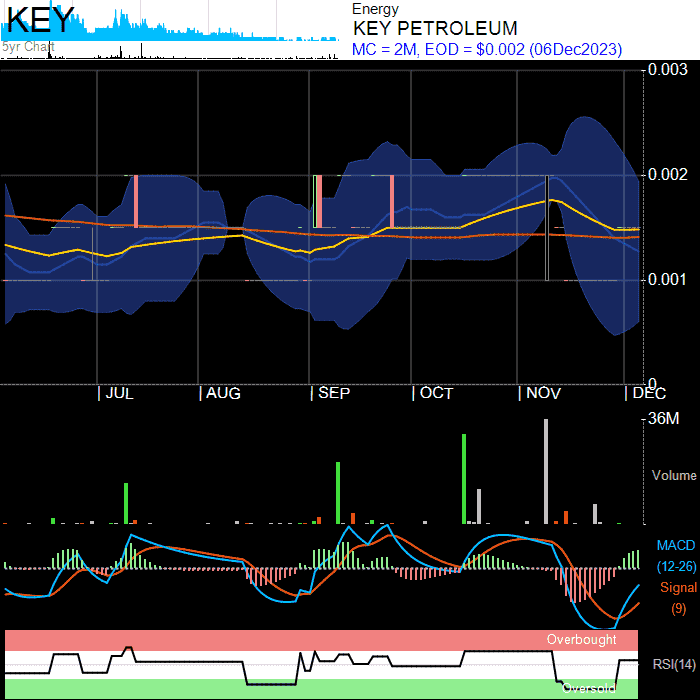 KEY
5yr Chart
Energy
KEY PETROLEUM
MC = 2M, EOD = $0.002 (06Dec2023)
0.003
0.002
0.001
0
| JUL | AUG | SEP | OCT | NOV | DEC
36M
Volume
MACD
(12-26)
Signal
(9)
Overbought
RSI(14)
Oversold